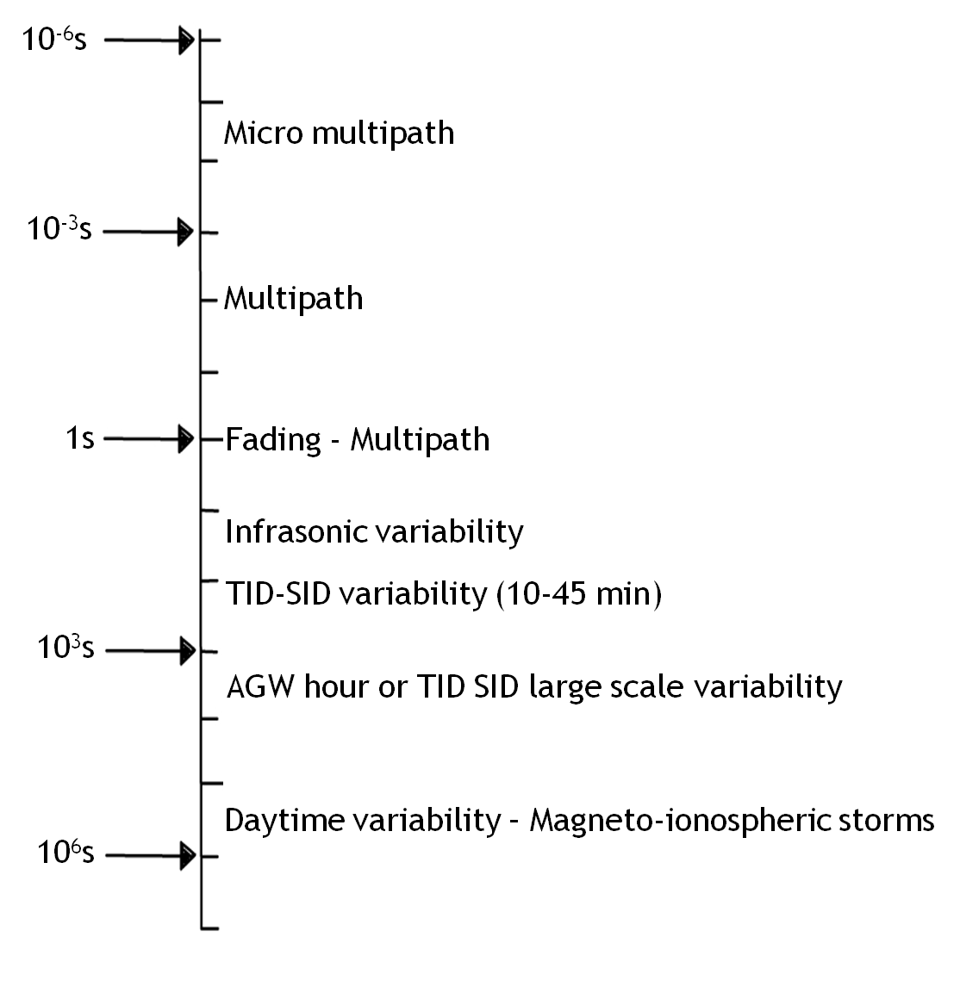 10⁻⁶s
Micro multipath
10⁻³s
Multipath
1s
Fading - Multipath
Infrasonic variability
TID-SID variability (10-45 min)
10³s
AGW hour or TID SID large scale variability
Daytime variability - Magneto-ionospheric storms
10⁶s